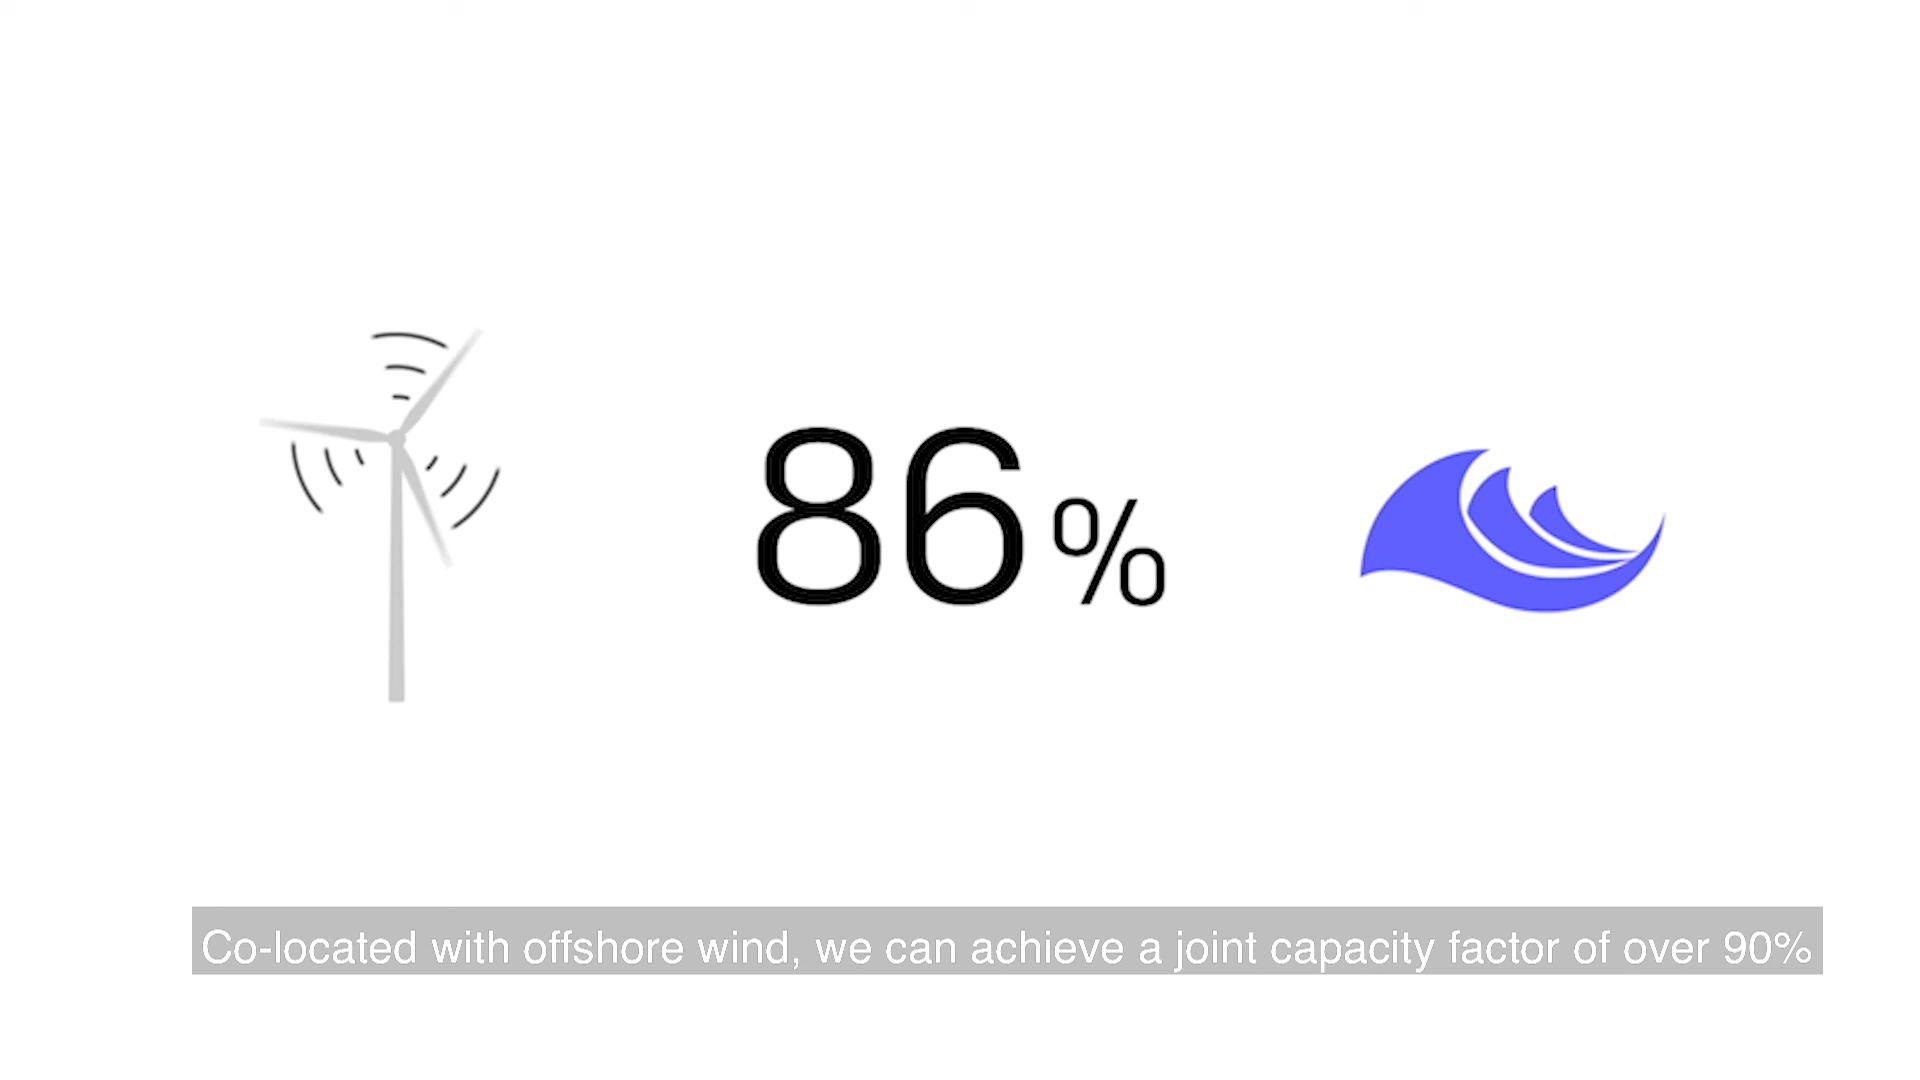 86%
Co-located with offshore wind, we can achieve a joint capacity factor of over 90%